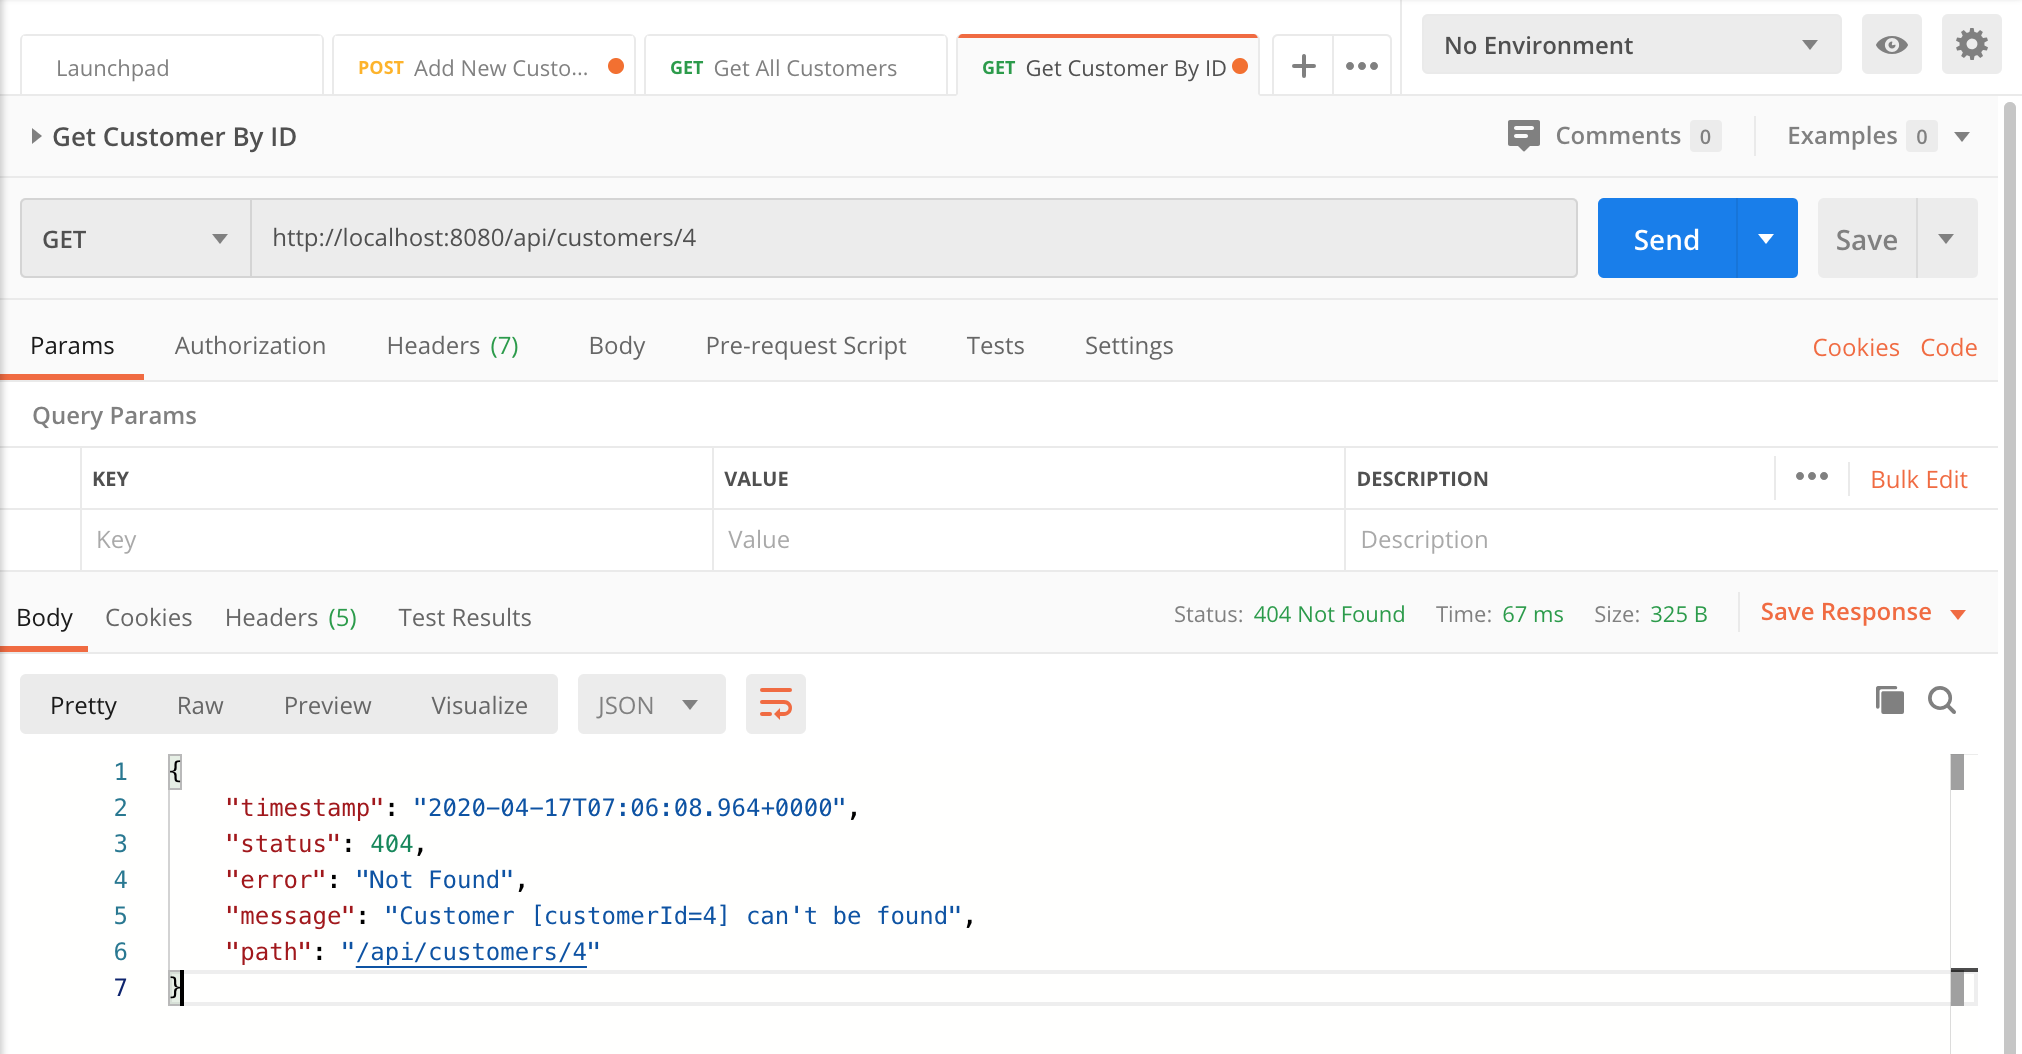 Launchpad
POST Add New Custo...
GET Get All Customers
GET Get Customer By ID
No Environment
Get Customer By ID
Comments 0
Examples 0
GET
http://localhost:8080/api/customers/4
Send
Save
Params Authorization Headers (7) Body Pre-request Script Tests Settings
Cookies Code
Query Params
KEY VALUE DESCRIPTION
Bulk Edit
Key Value Description
Body Cookies Headers (5) Test Results
Status: 404 Not Found Time: 67 ms Size: 325 B
Save Response
Pretty Raw Preview Visualize JSON
1 {
2 "timestamp": "2020-04-17T07:06:08.964+0000",
3 "status": 404,
4 "error": "Not Found",
5 "message": "Customer [customerId=4] can't be found",
6 "path": "/api/customers/4"
7 }